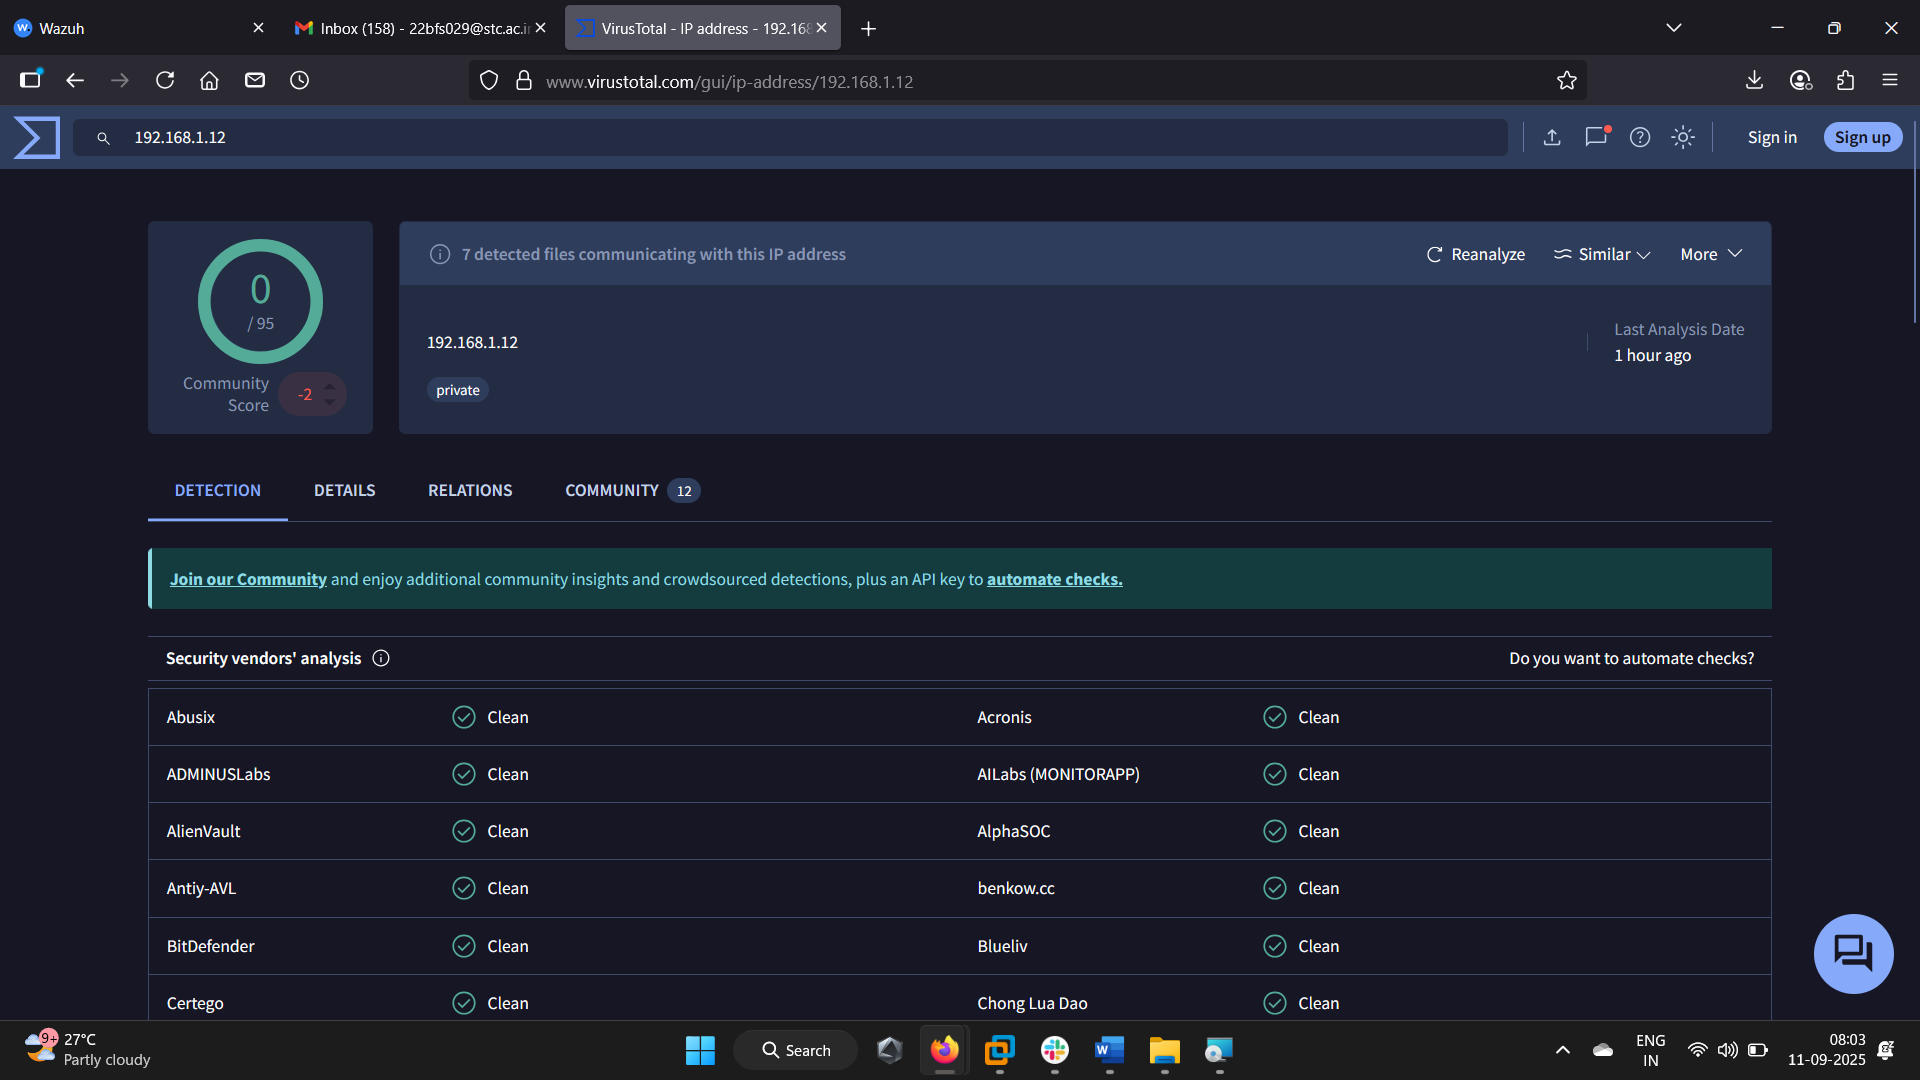 Wazuh
Inbox (158) - 22bfs029@stc.ac.i
VirusTotal - IP address - 192.168
www.virustotal.com/gui/ip-address/192.168.1.12
192.168.1.12
Sign in
Sign up
0
/ 95
Community
Score
-2
7 detected files communicating with this IP address
Reanalyze
Similar
More
192.168.1.12
private
Last Analysis Date
1 hour ago
DETECTION
DETAILS
RELATIONS
COMMUNITY 12
Join our Community and enjoy additional community insights and crowdsourced detections, plus an API key to automate checks.
Security vendors' analysis
Do you want to automate checks?
Abusix Clean Acronis Clean
ADMINUSLabs Clean AILabs (MONITORAPP) Clean
AlienVault Clean AlphaSOC Clean
Antiy-AVL Clean benkow.cc Clean
BitDefender Clean Blueliv Clean
Certego Clean Chong Lua Dao Clean
9+
27°C
Partly cloudy
Search
ENG
IN
08:03
11-09-2025